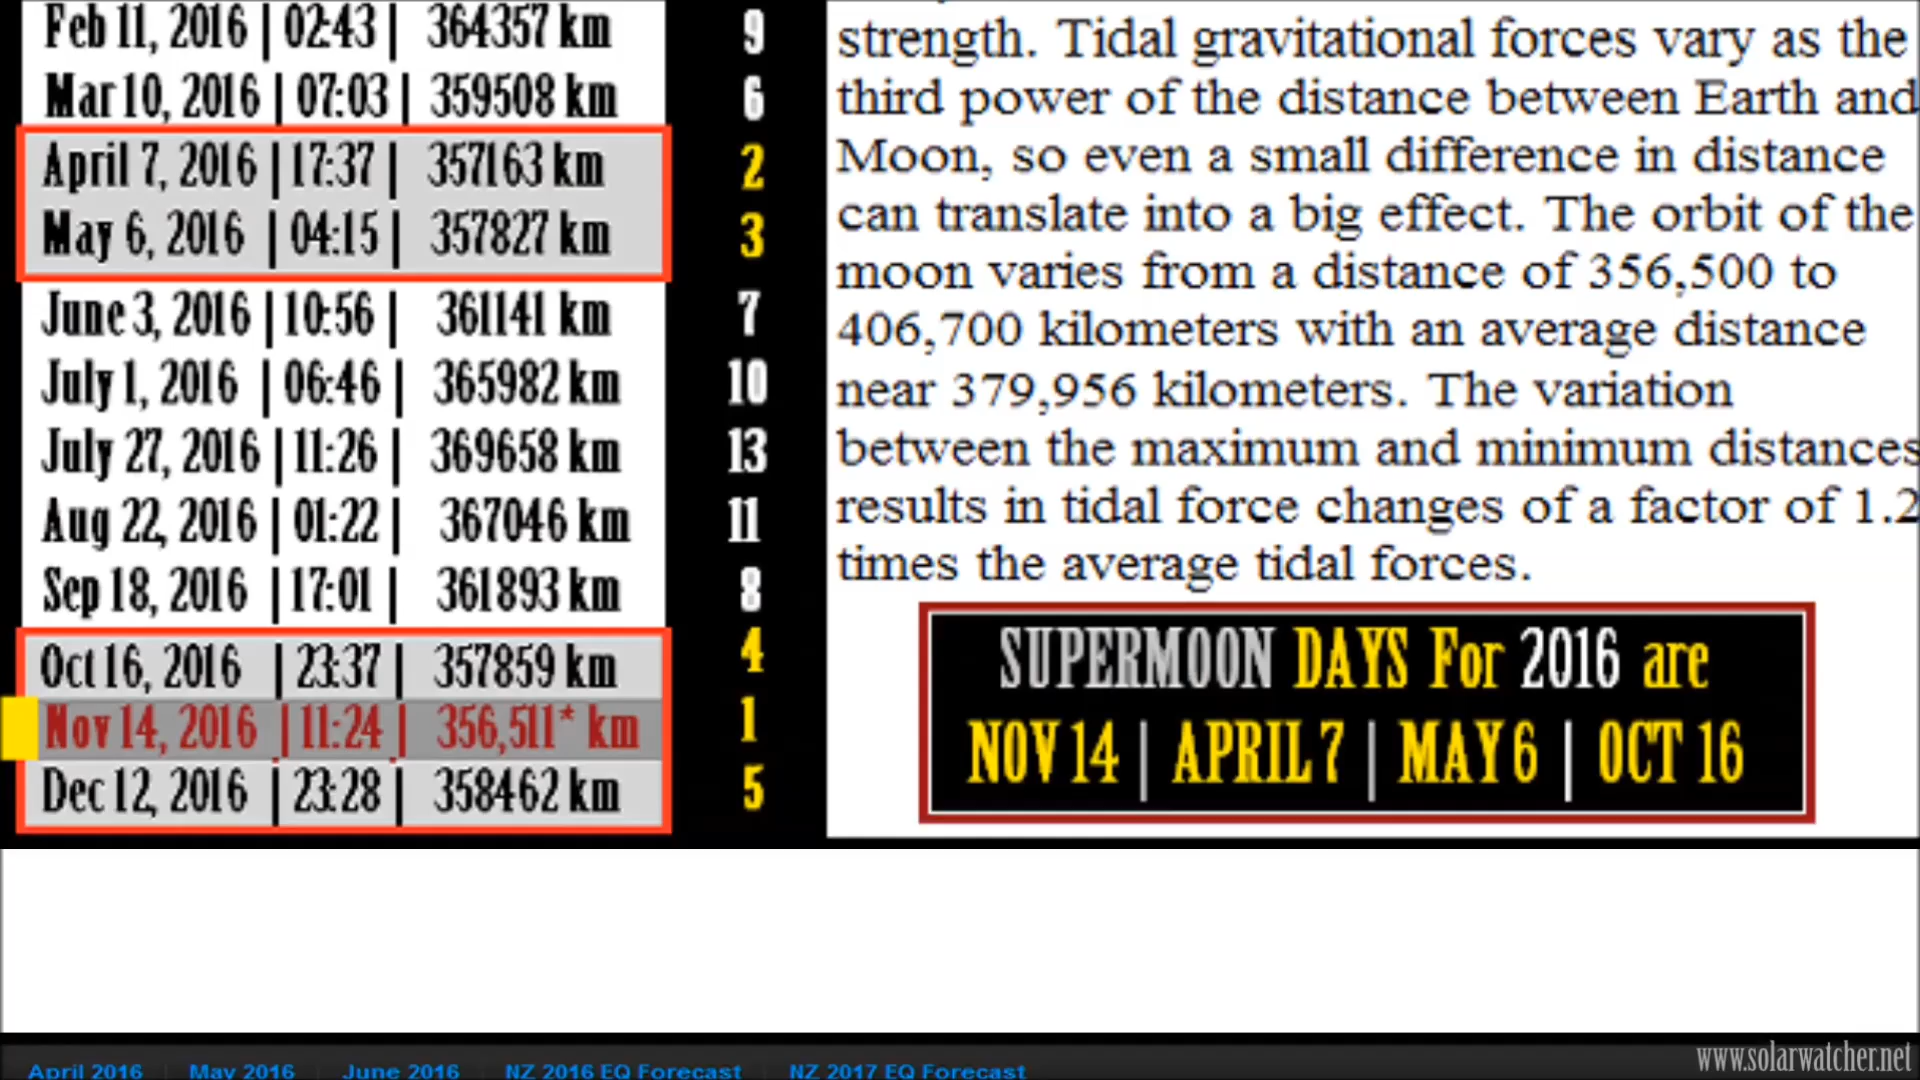 Feb 11, 2016 | 02:43 | 364357 km 9
Mar 10, 2016 | 07:03 | 359508 km 6
April 7, 2016 | 17:37 | 357163 km 2
May 6, 2016 | 04:15 | 357827 km 3
June 3, 2016 | 10:56 | 361141 km 7
July 1, 2016 | 06:46 | 365982 km 10
July 27, 2016 | 11:26 | 369658 km 13
Aug 22, 2016 | 01:22 | 367046 km 11
Sep 18, 2016 | 17:01 | 361893 km 8
Oct 16, 2016 | 23:37 | 357859 km 4
Nov 14, 2016 | 11:24 | 356,511* km 1
Dec 12, 2016 | 23:28 | 358462 km 5
strength. Tidal gravitational forces vary as the
third power of the distance between Earth and
Moon, so even a small difference in distance
can translate into a big effect. The orbit of the
moon varies from a distance of 356,500 to
406,700 kilometers with an average distance
near 379,956 kilometers. The variation
between the maximum and minimum distances
results in tidal force changes of a factor of 1.2
times the average tidal forces.
SUPERMOON DAYS For 2016 are
NOV 14 | APRIL 7 | MAY 6 | OCT 16
www.solarwatcher.net
April 2016 May 2016 June 2016 NZ 2016 EQ Forecast NZ 2017 EQ Forecast